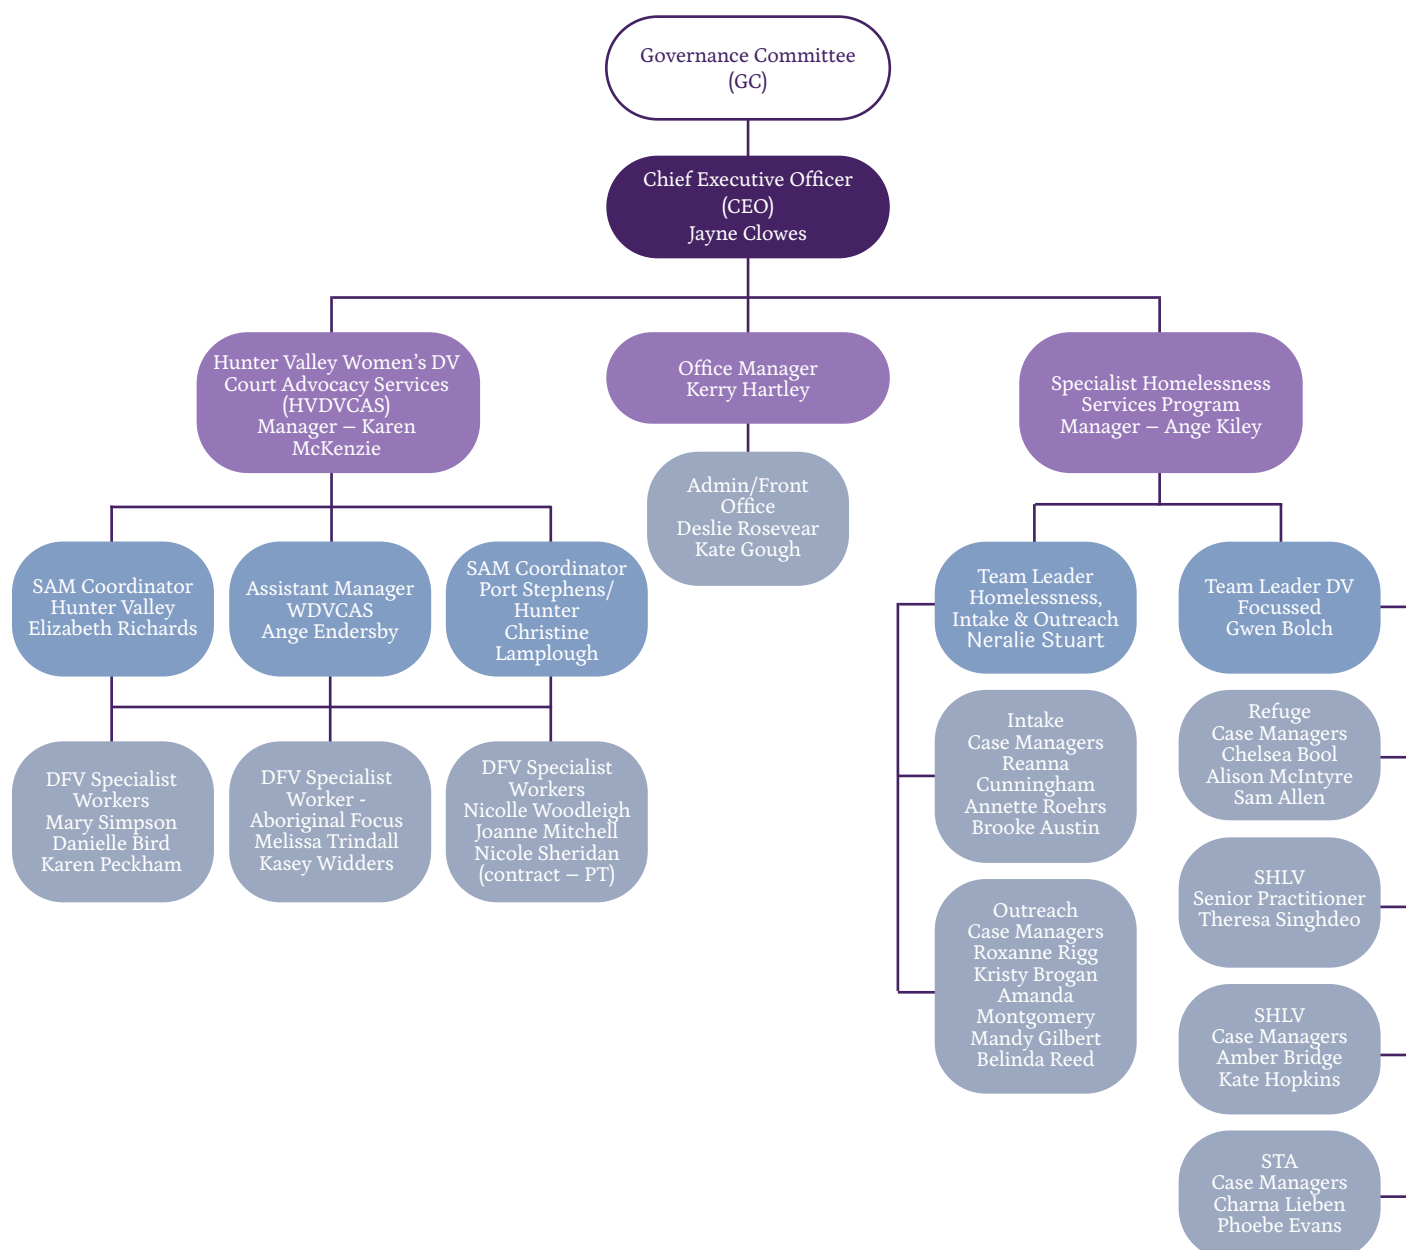 Governance Committee
(GC)
Chief Executive Officer
(CEO)
Jayne Clowes
Hunter Valley Women’s DV
Court Advocacy Services
(HVDVCAS)
Manager – Karen
McKenzie
Office Manager
Kerry Hartley
Specialist Homelessness
Services Program
Manager – Ange Kiley
Admin/Front
Office
Deslie Rosevear
Kate Gough
SAM Coordinator
Hunter Valley
Elizabeth Richards
Assistant Manager
WDVCAS
Ange Endersby
SAM Coordinator
Port Stephens/
Hunter
Christine
Lamplough
Team Leader
Homelessness,
Intake & Outreach
Neralie Stuart
Team Leader DV
Focussed
Gwen Bolch
DFV Specialist
Workers
Mary Simpson
Danielle Bird
Karen Peckham
DFV Specialist
Worker -
Aboriginal Focus
Melissa Trindall
Kasey Widders
DFV Specialist
Workers
Nicolle Woodleigh
Joanne Mitchell
Nicole Sheridan
(contract – PT)
Intake
Case Managers
Reanna
Cunningham
Annette Roehrs
Brooke Austin
Refuge
Case Managers
Chelsea Bool
Alison McIntyre
Sam Allen
Outreach
Case Managers
Roxanne Rigg
Kristy Brogan
Amanda
Montgomery
Mandy Gilbert
Belinda Reed
SHLV
Senior Practitioner
Theresa Singhdeo
SHLV
Case Managers
Amber Bridge
Kate Hopkins
STA
Case Managers
Charna Lieben
Phoebe Evans